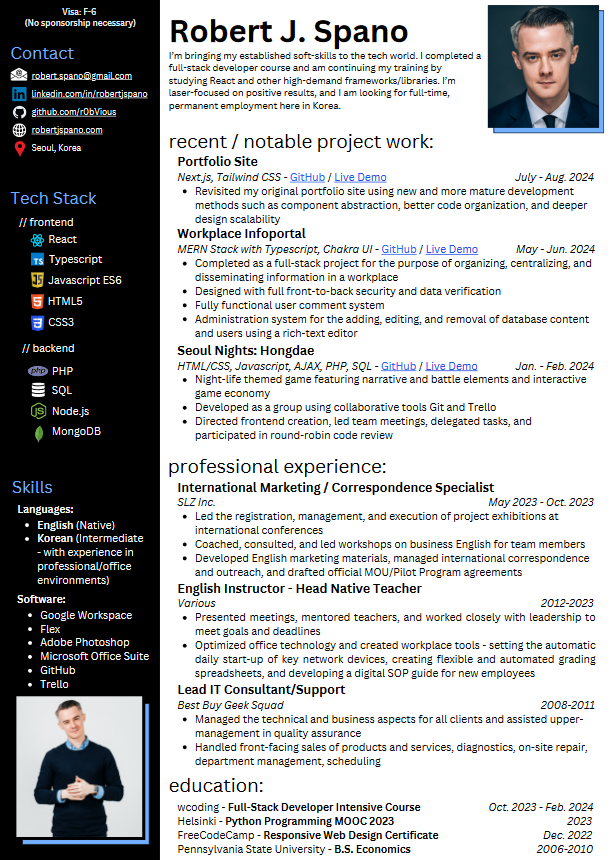 Visa: F-6
(No sponsorship necessary)
Contact
robert.spano@gmail.com
linkedin.com/in/robertjspano
github.com/r0bVious
robertjspano.com
Seoul, Korea
Tech Stack
// frontend
React
Typescript
Javascript ES6
HTML5
CSS3
// backend
PHP
SQL
Node.js
MongoDB
Skills
Languages:
• English (Native)
• Korean (Intermediate
- with experience in
professional/office
environments)
Software:
• Google Workspace
• Flex
• Adobe Photoshop
• Microsoft Office Suite
• GitHub
• Trello
Robert J. Spano
I'm bringing my established soft-skills to the tech world. I completed a
full-stack developer course and am continuing my training by
studying React and other high-demand frameworks/libraries. I'm
laser-focused on positive results, and I am looking for full-time,
permanent employment here in Korea.
recent / notable project work:
Portfolio Site
Next.js, Tailwind CSS - GitHub / Live Demo July - Aug. 2024
• Revisited my original portfolio site using new and more mature development
methods such as component abstraction, better code organization, and deeper
design scalability
Workplace Infoportal
MERN Stack with Typescript, Chakra UI - GitHub / Live Demo May - Jun. 2024
• Completed as a full-stack project for the purpose of organizing, centralizing, and
disseminating information in a workplace
• Designed with full front-to-back security and data verification
• Fully functional user comment system
• Administration system for the adding, editing, and removal of database content
and users using a rich-text editor
Seoul Nights: Hongdae
HTML/CSS, Javascript, AJAX, PHP, SQL - GitHub / Live Demo Jan. - Feb. 2024
• Night-life themed game featuring narrative and battle elements and interactive
game economy
• Developed as a group using collaborative tools Git and Trello
• Directed frontend creation, led team meetings, delegated tasks, and
participated in round-robin code review
professional experience:
International Marketing / Correspondence Specialist
SLZ Inc. May 2023 - Oct. 2023
• Led the registration, management, and execution of project exhibitions at
international conferences
• Coached, consulted, and led workshops on business English for team members
• Developed English marketing materials, managed international correspondence
and outreach, and drafted official MOU/Pilot Program agreements
English Instructor - Head Native Teacher
Various 2012-2023
• Presented meetings, mentored teachers, and worked closely with leadership to
meet goals and deadlines
• Optimized office technology and created workplace tools - setting the automatic
daily start-up of key network devices, creating flexible and automated grading
spreadsheets, and developing a digital SOP guide for new employees
Lead IT Consultant/Support
Best Buy Geek Squad 2008-2011
• Managed the technical and business aspects for all clients and assisted upper-
management in quality assurance
• Handled front-facing sales of products and services, diagnostics, on-site repair,
department management, scheduling
education:
wcoding - Full-Stack Developer Intensive Course Oct. 2023 - Feb. 2024
Helsinki - Python Programming MOOC 2023 2023
FreeCodeCamp - Responsive Web Design Certificate Dec. 2022
Pennsylvania State University - B.S. Economics 2006-2010